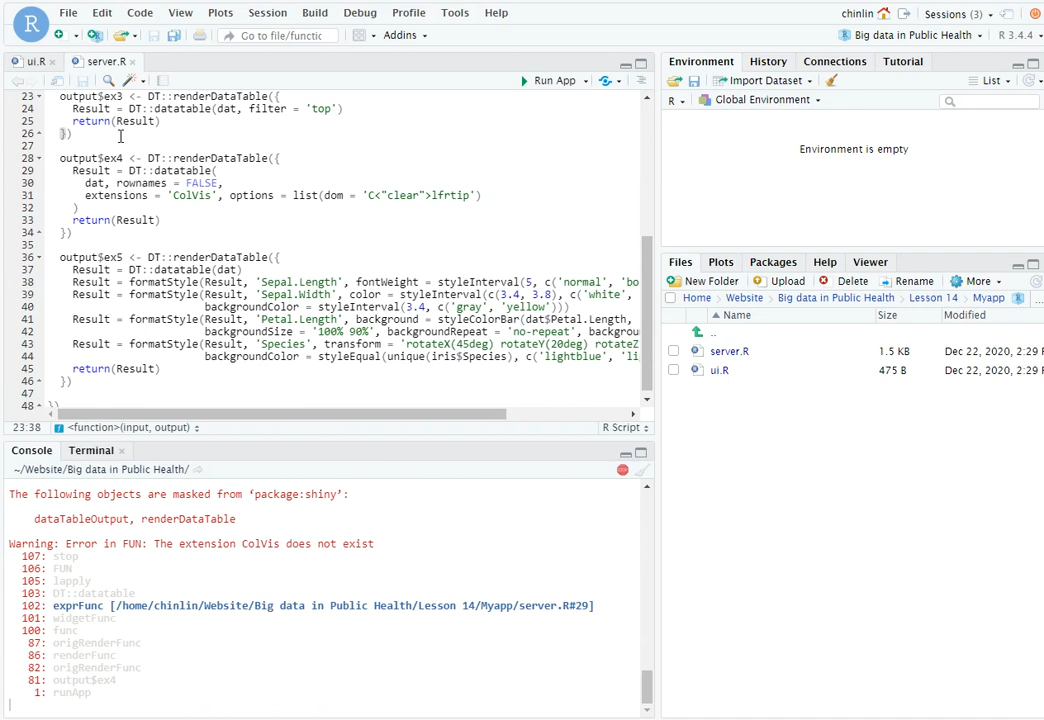 R File Edit Code View Plots Session Build Debug Profile Tools Help chinlin Sessions (3)
Go to file/functic Addins Big data in Public Health R 3.4.4
ui.R × server.R ×
Run App
23 output$ex3 <- DT::renderDataTable({
24 Result = DT::datatable(dat, filter = 'top')
25 return(Result)
26 })
27
28 output$ex4 <- DT::renderDataTable({
29 Result = DT::datatable(
30 dat, rownames = FALSE,
31 extensions = 'ColVis', options = list(dom = 'C<"clear">lfrtip')
32 )
33 return(Result)
34 })
35
36 output$ex5 <- DT::renderDataTable({
37 Result = DT::datatable(dat)
38 Result = formatStyle(Result, 'Sepal.Length', fontWeight = styleInterval(5, c('normal', 'bo
39 Result = formatStyle(Result, 'Sepal.Width', color = styleInterval(c(3.4, 3.8), c('white',
40 backgroundColor = styleInterval(3.4, c('gray', 'yellow')))
41 Result = formatStyle(Result, 'Petal.Length', background = styleColorBar(dat$Petal.Length,
42 backgroundSize = '100% 90%', backgroundRepeat = 'no-repeat', backgrou
43 Result = formatStyle(Result, 'Species', transform = 'rotateX(45deg) rotateY(20deg) rotateZ
44 backgroundColor = styleEqual(unique(iris$Species), c('lightblue', 'li
45 return(Result)
46 })
47
48 })
23:38 <function>(input, output) R Script
Console Terminal ×
~/Website/Big data in Public Health/
The following objects are masked from ‘package:shiny’:
dataTableOutput, renderDataTable
Warning: Error in FUN: The extension ColVis does not exist
107: stop
106: FUN
105: lapply
103: DT::datatable
102: exprFunc [/home/chinlin/Website/Big data in Public Health/Lesson 14/Myapp/server.R#29]
101: widgetFunc
100: func
87: origRenderFunc
86: renderFunc
82: origRenderFunc
81: output$ex4
1: runApp
Environment History Connections Tutorial
Import Dataset List
R Global Environment
Environment is empty
Files Plots Packages Help Viewer
New Folder Upload Delete Rename More
Home Website Big data in Public Health Lesson 14 Myapp R ...
Name Size Modified
..
server.R 1.5 KB Dec 22, 2020, 2:29
ui.R 475 B Dec 22, 2020, 2:29